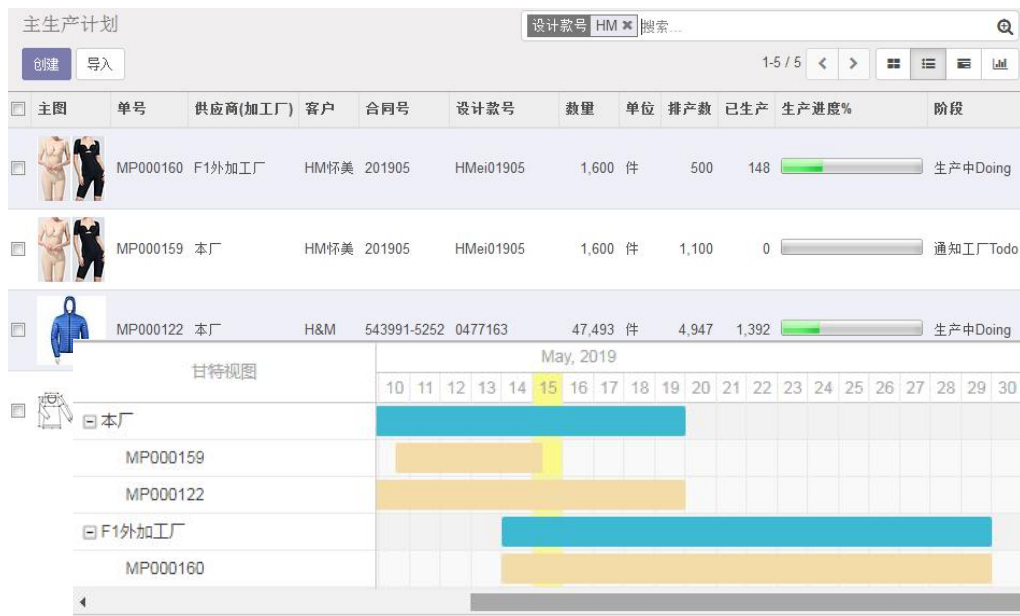 主生产计划
设计款号 HM ✖ 搜索...
创建 导入 1-5 / 5
主图 单号 供应商(加工厂) 客户 合同号 设计款号 数量 单位 排产数 已生产 生产进度% 阶段
MP000160 F1外加工厂 HM怀美 201905 HMei01905 1,600 件 500 148 生产中Doing
MP000159 本厂 HM怀美 201905 HMei01905 1,600 件 1,100 0 通知工厂Todo
MP000122 本厂 H&M 543991-5252 0477163 47,493 件 4,947 1,392 生产中Doing
甘特视图 May, 2019
10 11 12 13 14 15 16 17 18 19 20 21 22 23 24 25 26 27 28 29 30
本厂
MP000159
MP000122
F1外加工厂
MP000160